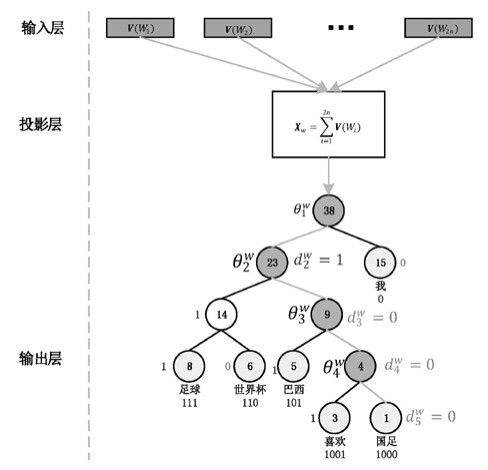 输入层
V(W₁) V(W₂) ... V(W₂ₙ)
投影层
X_w = ∑_{i=1}^{2n} V(W_i)
θ₁ʷ 38
θ₂ʷ 23 d₂ʷ = 1 15 0
我
0
1 14 θ₃ʷ 9 d₃ʷ = 0
输出层
1 8 0 6 1 5 θ₄ʷ 4 d₄ʷ = 0
足球 世界杯 巴西
111 110 101
1 3 1 d₅ʷ = 0
喜欢 国足
1001 1000